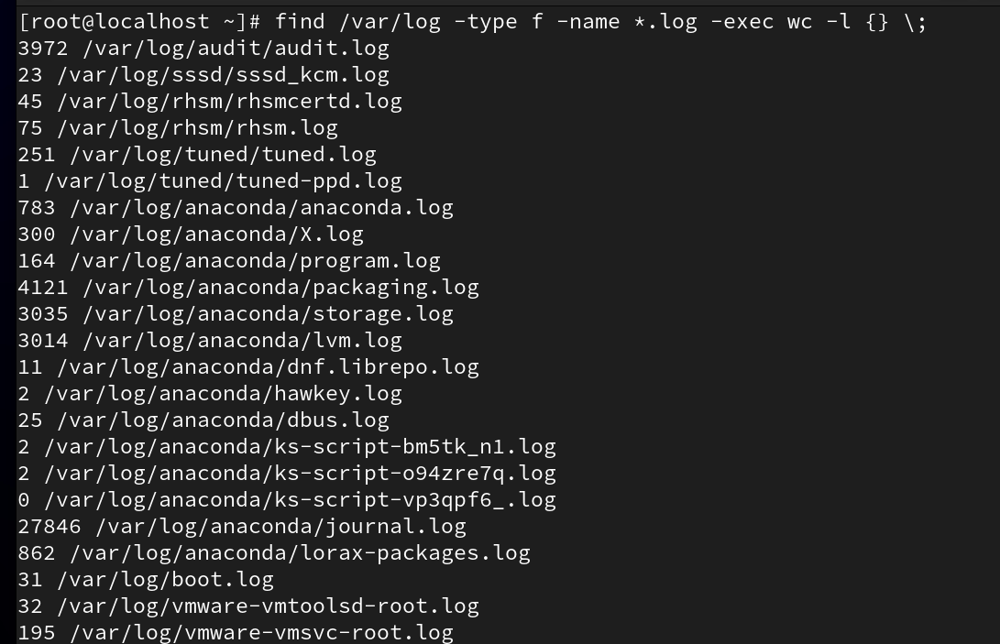 [root@localhost ~]# find /var/log -type f -name *.log -exec wc -l {} \;
3972 /var/log/audit/audit.log
23 /var/log/sssd/sssd_kcm.log
45 /var/log/rhsm/rhsmcertd.log
75 /var/log/rhsm/rhsm.log
251 /var/log/tuned/tuned.log
1 /var/log/tuned/tuned-ppd.log
783 /var/log/anaconda/anaconda.log
300 /var/log/anaconda/X.log
164 /var/log/anaconda/program.log
4121 /var/log/anaconda/packaging.log
3035 /var/log/anaconda/storage.log
3014 /var/log/anaconda/lvm.log
11 /var/log/anaconda/dnf.librepo.log
2 /var/log/anaconda/hawkey.log
25 /var/log/anaconda/dbus.log
2 /var/log/anaconda/ks-script-bm5tk_n1.log
2 /var/log/anaconda/ks-script-o94zre7q.log
0 /var/log/anaconda/ks-script-vp3qpf6_.log
27846 /var/log/anaconda/journal.log
862 /var/log/anaconda/lorax-packages.log
31 /var/log/boot.log
32 /var/log/vmware-vmtoolsd-root.log
195 /var/log/vmware-vmsvc-root.log